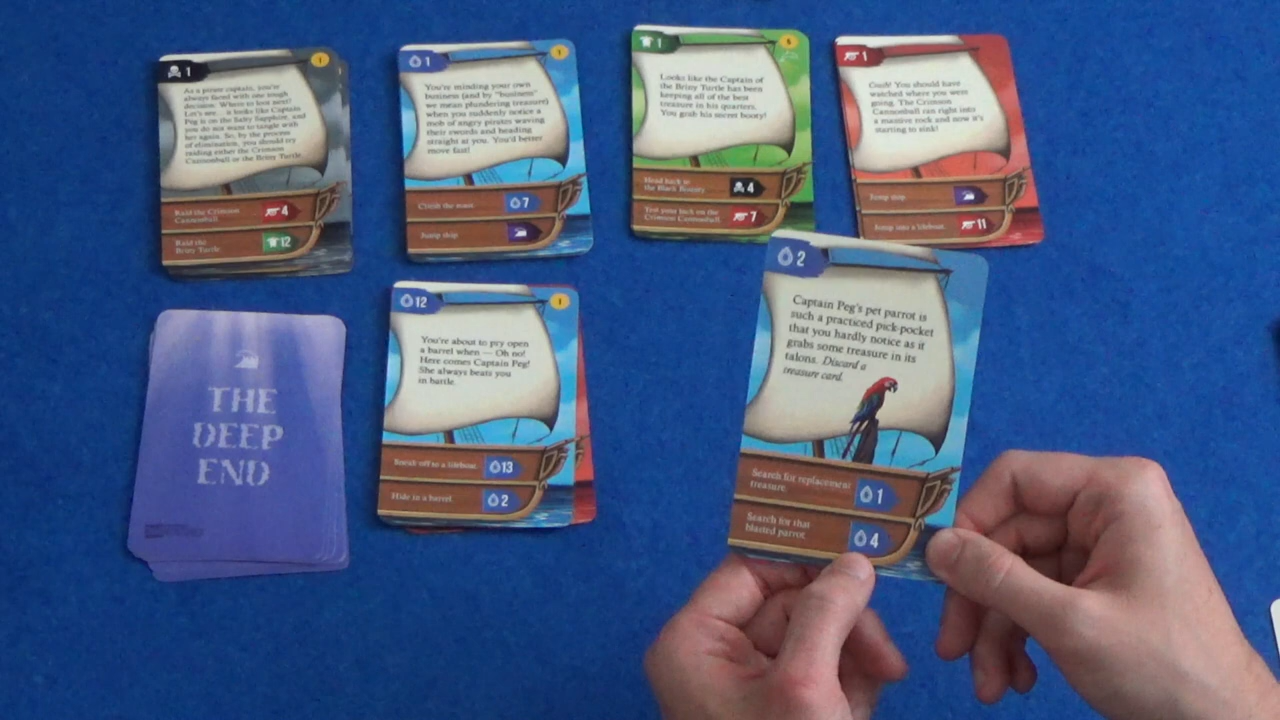 1
1
As a pirate captain, you're
always faced with one tough
decision. Where to loot next?
Let's see... it looks like Captain
Peg is on the Salty Sapphire, and
you do not want to tangle with
her again. So, by the process
of elimination, you should try
raiding either the Crimson
Cannonball or the Briny Turtle.
Raid the Crimson
Cannonball.
4
Raid the
Briny Turtle.
12
1
1
You're minding your own
business (and by "business"
we mean plundering treasure)
when you suddenly notice a
mob of angry pirates waving
their swords and heading
straight at you. You'd better
move fast!
Climb the mast.
7
Jump ship.
1
5
Looks like the Captain of
the Briny Turtle has been
keeping all of the best
treasure in his quarters.
You grab his secret booty!
Head back to
the Black Bounty.
4
Test your luck on the
Crimson Cannonball.
7
1
Gush! You should have
watched where you were
going. The Crimson
Cannonball ran right into
a massive rock and now it's
starting to sink!
Jump ship.
Jump into a lifeboat.
11
THE
DEEP
END
12
1
You're about to pry open
a barrel when — Oh no!
Here comes Captain Peg!
She always beats you
in battle.
Sneak off to a lifeboat.
13
Hide in a barrel.
2
2
Captain Peg's pet parrot is
such a practiced pick-pocket
that you hardly notice as it
grabs some treasure in its
talons. Discard a
treasure card.
Search for replacement
treasure.
1
Search for that
blasted parrot.
4